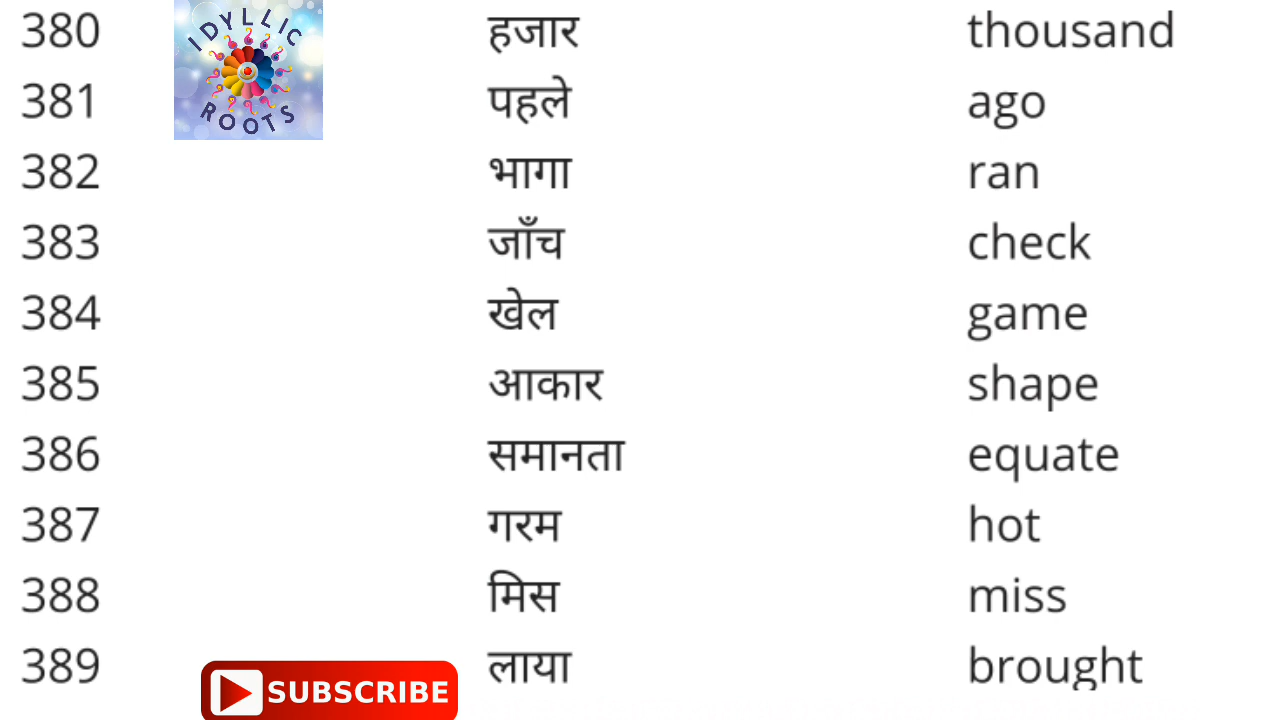 380 हजार thousand
IDYLLIC
ROOTS
381 पहले ago
382 भागा ran
383 जाँच check
384 खेल game
385 आकार shape
386 समानता equate
387 गरम hot
388 मिस miss
389 लाया brought
SUBSCRIBE